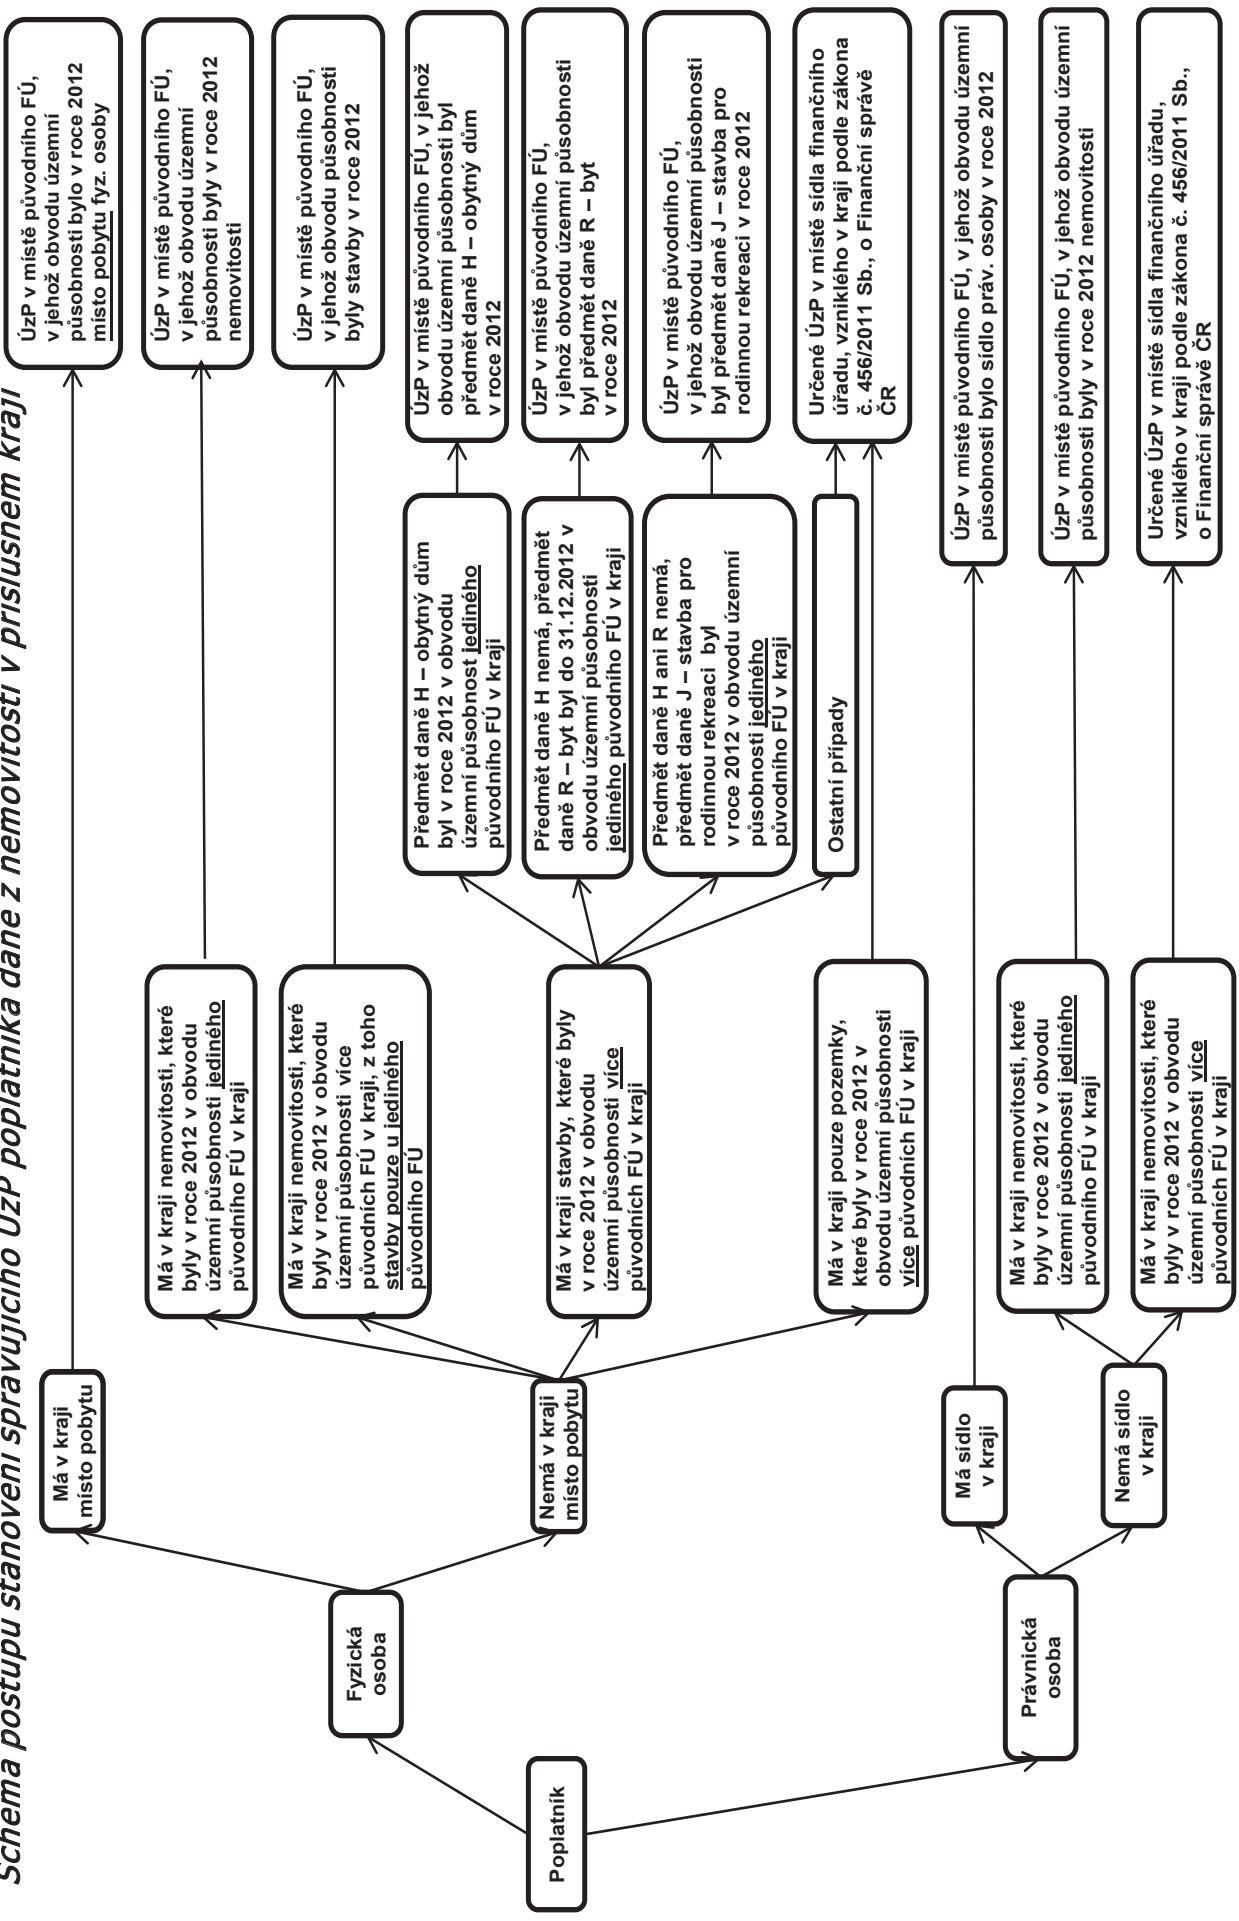 Schéma postupu stanovení spravujícího ÚzP poplatníka daně z nemovitostí v příslušném kraji
Poplatník
Fyzická
osoba
Právnická
osoba
Má v kraji
místo pobytu
Nemá v kraji
místo pobytu
Má sídlo
v kraji
Nemá sídlo
v kraji
Má v kraji nemovitosti, které
byly v roce 2012 v obvodu
územní působnosti jediného
původního FÚ v kraji
Má v kraji nemovitosti, které
byly v roce 2012 v obvodu
územní působnosti více
původních FÚ v kraji, z toho
stavby pouze u jediného
původního FÚ
Má v kraji stavby, které byly
v roce 2012 v obvodu
územní působnosti více
původních FÚ v kraji
Má v kraji pouze pozemky,
které byly v roce 2012 v
obvodu územní působnosti
více původních FÚ v kraji
Má v kraji nemovitosti, které
byly v roce 2012 v obvodu
územní působnosti jediného
původního FÚ v kraji
Má v kraji nemovitosti, které
byly v roce 2012 v obvodu
územní působnosti více
původních FÚ v kraji
Předmět daně H – obytný dům
byl v roce 2012 v obvodu
územní působnost jediného
původního FÚ v kraji
Předmět daně H nemá, předmět
daně R – byt byl do 31.12.2012 v
obvodu územní působnosti
jediného původního FÚ v kraji
Předmět daně H ani R nemá,
předmět daně J – stavba pro
rodinnou rekreaci byl
v roce 2012 v obvodu územní
působnosti jediného
původního FÚ v kraji
Ostatní případy
ÚzP v místě původního FÚ,
v jehož obvodu územní
působnosti bylo v roce 2012
místo pobytu fyz. osoby
ÚzP v místě původního FÚ,
v jehož obvodu územní
působnosti byly v roce 2012
nemovitosti
ÚzP v místě původního FÚ,
v jehož obvodu působnosti
byly stavby v roce 2012
ÚzP v místě původního FÚ, v jehož
obvodu územní působnosti byl
předmět daně H – obytný dům
v roce 2012
ÚzP v místě původního FÚ,
v jehož obvodu územní působnosti
byl předmět daně R – byt
v roce 2012
ÚzP v místě původního FÚ,
v jehož obvodu územní působnosti
byl předmět daně J – stavba pro
rodinnou rekreaci v roce 2012
Určené ÚzP v místě sídla finančního
úřadu, vzniklého v kraji podle zákona
č. 456/2011 Sb., o Finanční správě
ČR
ÚzP v místě původního FÚ, v jehož obvodu územní
působnosti bylo sídlo práv. osoby v roce 2012
ÚzP v místě původního FÚ, v jehož obvodu územní
působnosti byly v roce 2012 nemovitosti
Určené ÚzP v místě sídla finančního úřadu,
vzniklého v kraji podle zákona č. 456/2011 Sb.,
o Finanční správě ČR